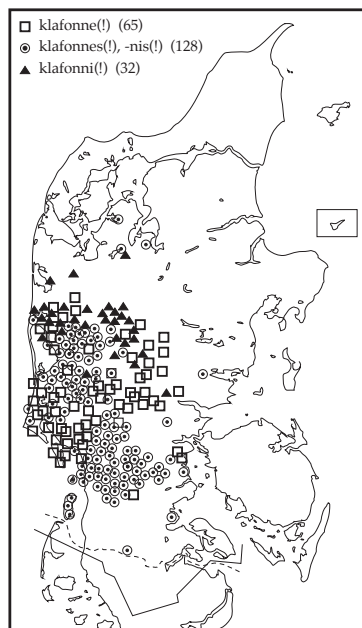 klafonne(!) (65)
klafonnes(!), -nis(!) (128)
klafonni(!) (32)